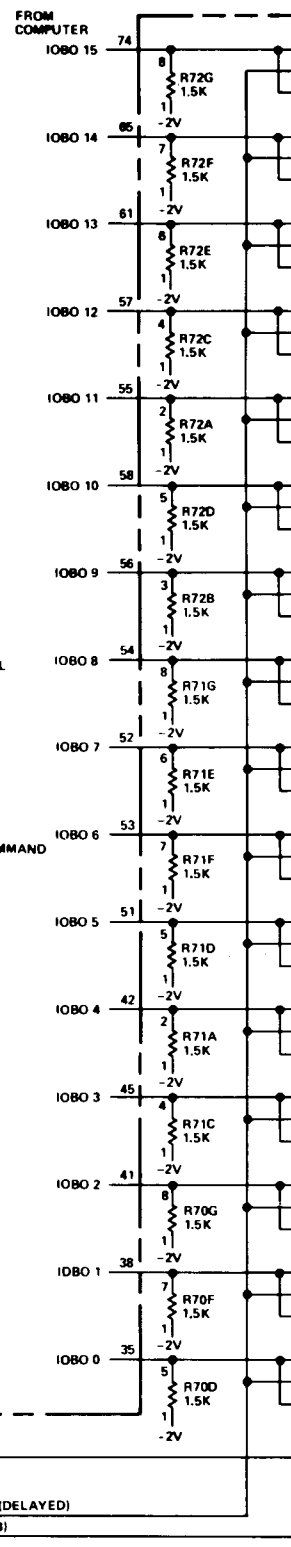 FROM
COMPUTER
IOBO 15 74
8 R72G
1.5K
1
-2V
IOBO 14 65
7 R72F
1.5K
1
-2V
IOBO 13 61
6 R72E
1.5K
1
-2V
IOBO 12 57
4 R72C
1.5K
1
-2V
IOBO 11 55
2 R72A
1.5K
1
-2V
IOBO 10 58
5 R72D
1.5K
1
-2V
IOBO 9 56
3 R72B
1.5K
1
-2V
IOBO 8 54
8 R71G
1.5K
1
-2V
IOBO 7 52
6 R71E
1.5K
1
-2V
IOBO 6 53
7 R71F
1.5K
MMAND
1
-2V
IOBO 5 51
5 R71D
1.5K
1
-2V
IOBO 4 42
2 R71A
1.5K
1
-2V
IOBO 3 45
4 R71C
1.5K
1
-2V
IOBO 2 41
8 R70G
1.5K
1
-2V
IOBO 1 38
7 R70F
1.5K
1
-2V
IOBO 0 35
5 R70D
1.5K
1
-2V
(DELAYED)